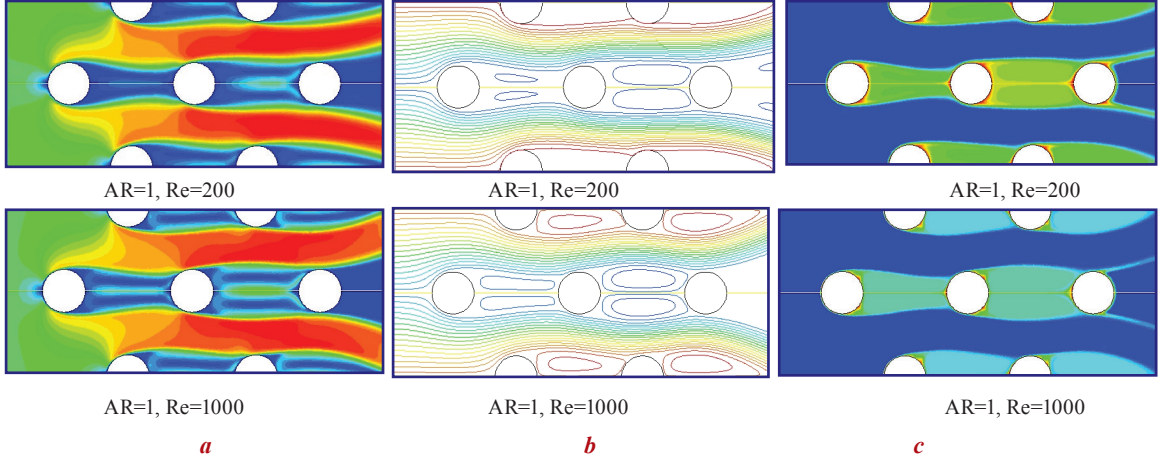 AR=1, Re=200 AR=1, Re=200 AR=1, Re=200
AR=1, Re=1000 AR=1, Re=1000 AR=1, Re=1000
a b c